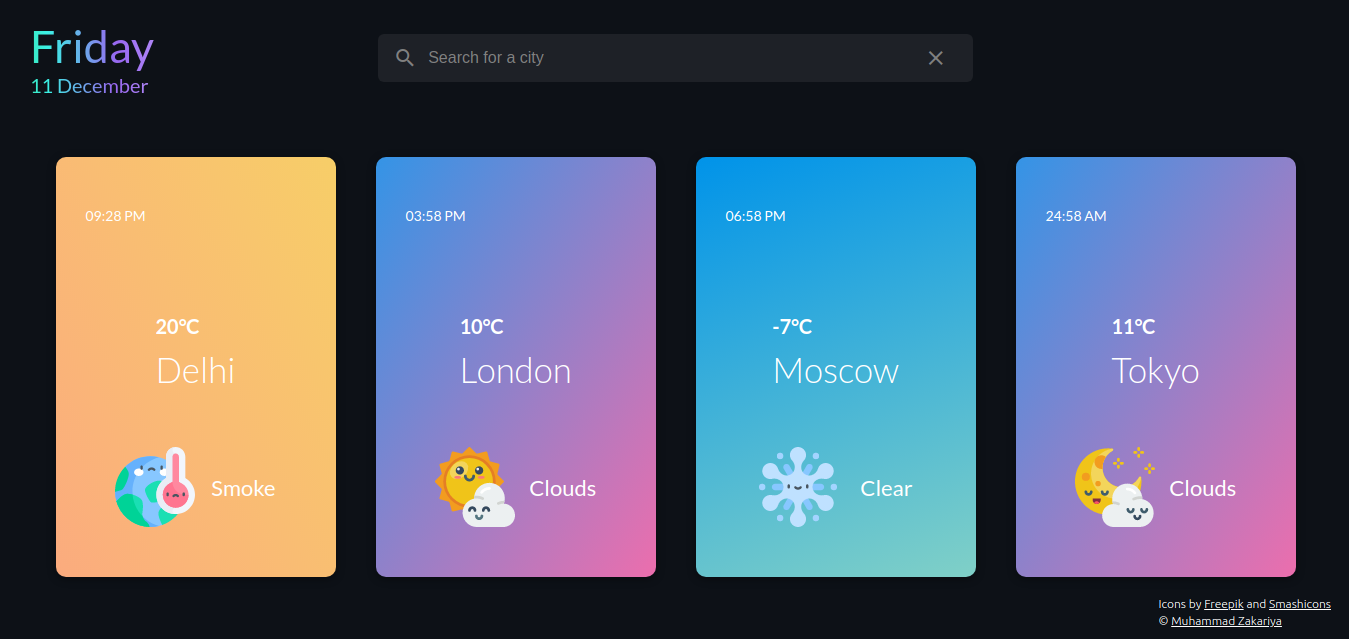 Friday
11 December
Search for a city
09:28 PM
20°C
Delhi
Smoke
03:58 PM
10°C
London
Clouds
06:58 PM
-7°C
Moscow
Clear
24:58 AM
11°C
Tokyo
Clouds
Icons by Freepik and Smashicons
© Muhammad Zakariya